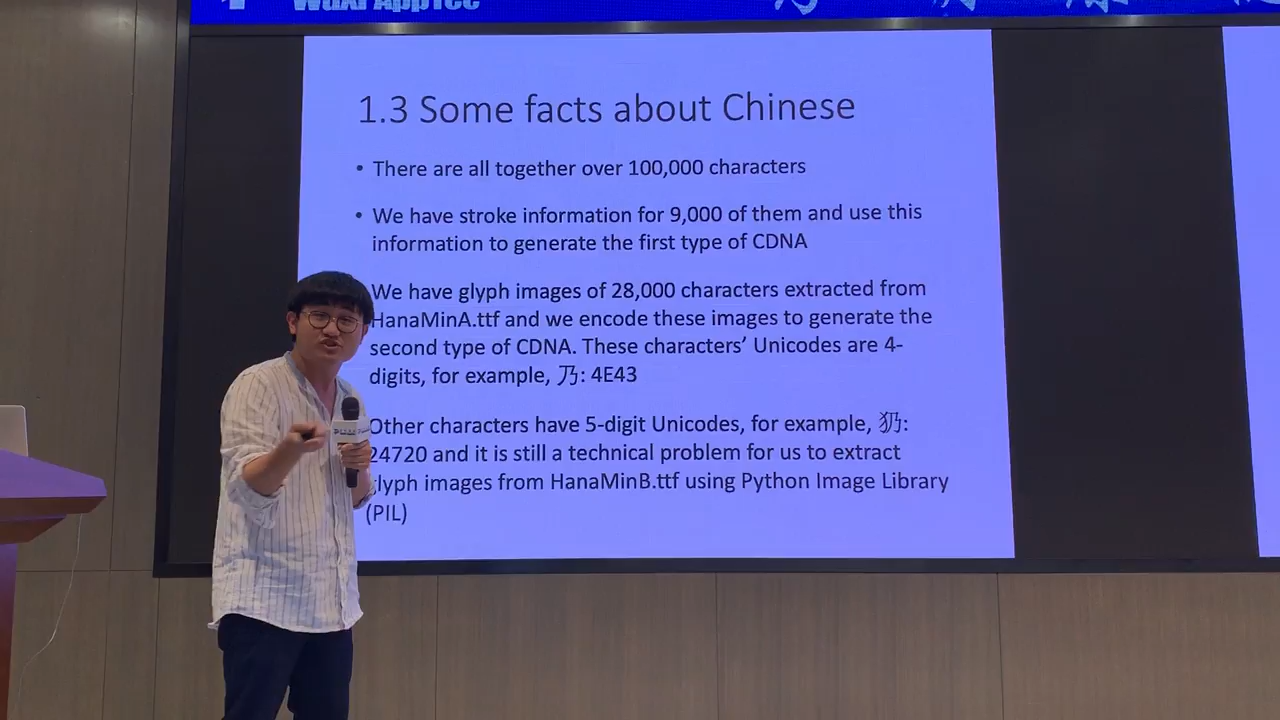 WuXi AppTec
1.3 Some facts about Chinese
• There are all together over 100,000 characters
• We have stroke information for 9,000 of them and use this
information to generate the first type of CDNA
We have glyph images of 28,000 characters extracted from
HanaMinA.ttf and we encode these images to generate the
second type of CDNA. These characters’ Unicodes are 4-
digits, for example, 乃: 4E43
Other characters have 5-digit Unicodes, for example, 𤜠:
24720 and it is still a technical problem for us to extract
glyph images from HanaMinB.ttf using Python Image Library
(PIL)